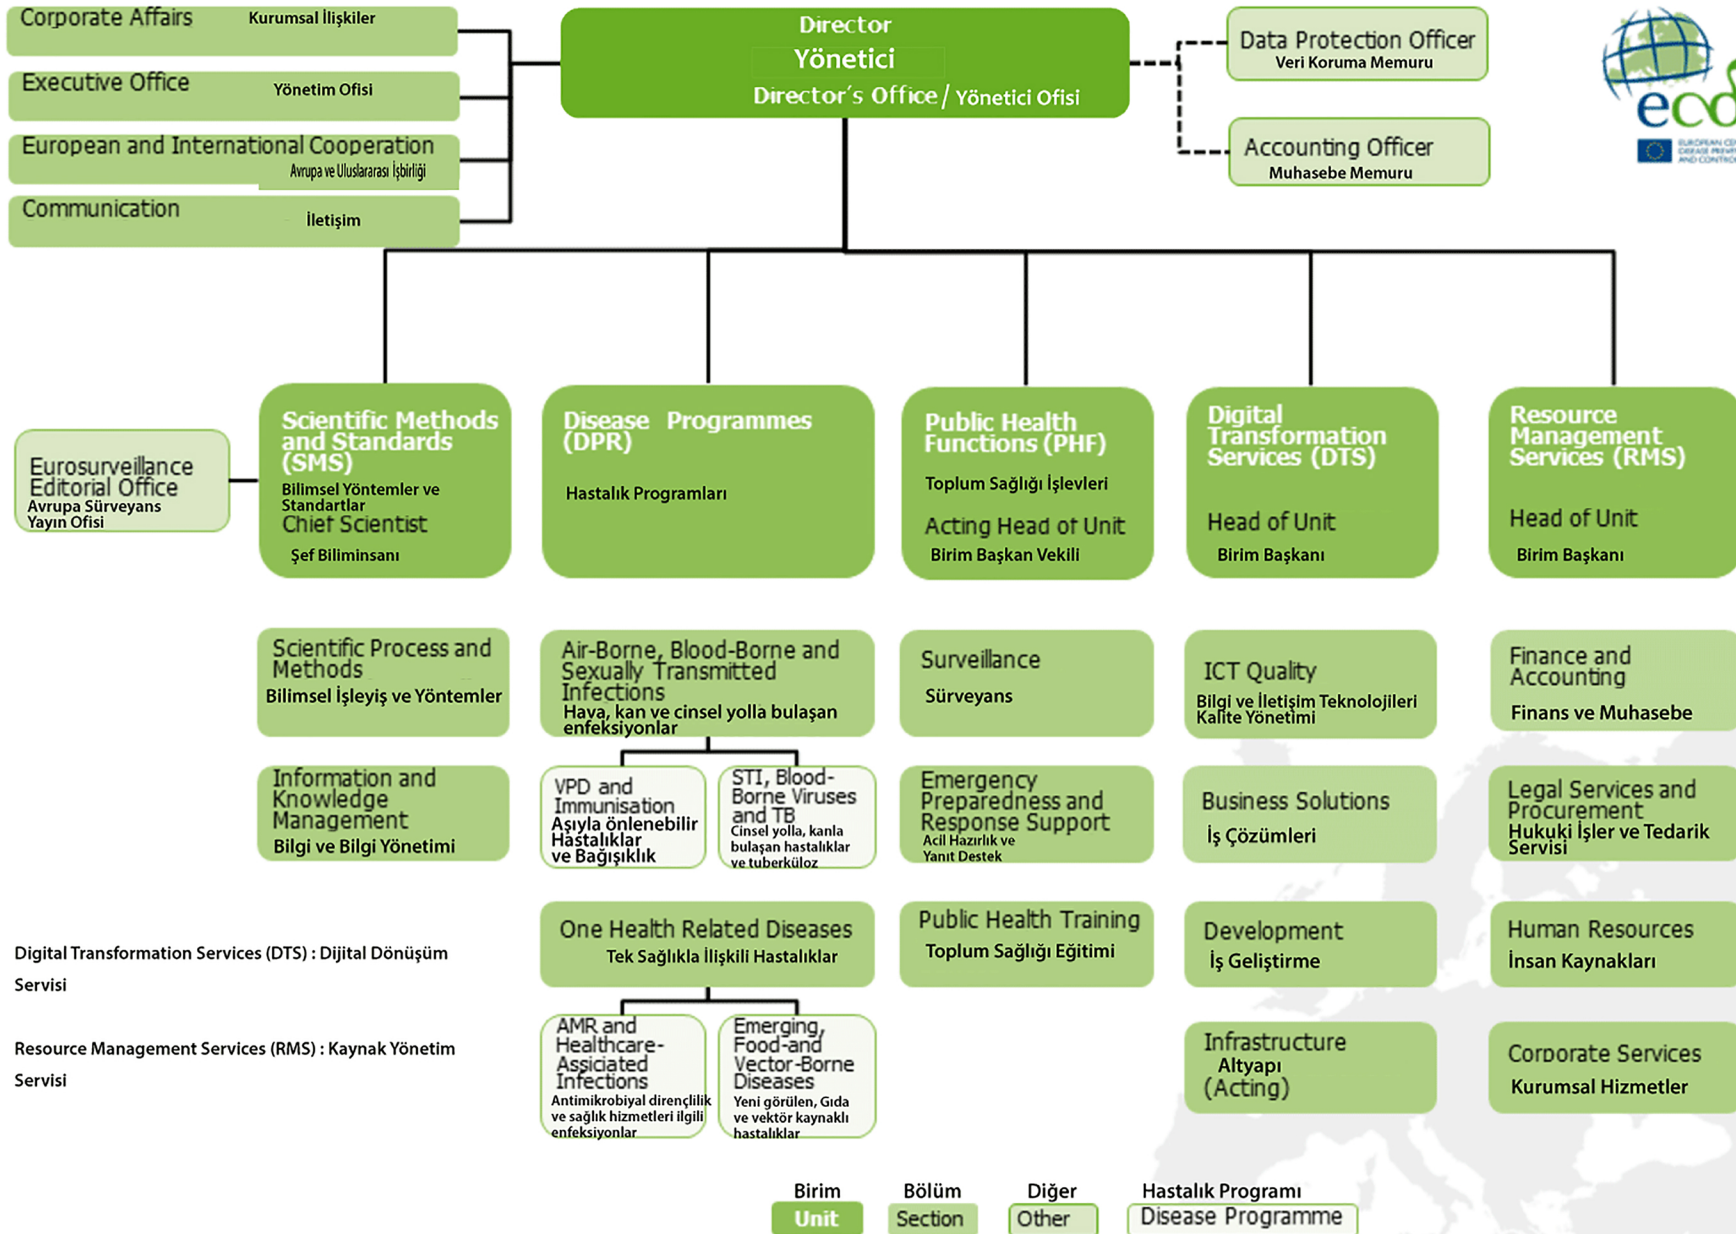 Corporate Affairs Kurumsal İlişkiler
Executive Office Yönetim Ofisi
European and International Cooperation
Avrupa ve Uluslararası İşbirliği
Communication İletişim
Director
Yönetici
Director's Office / Yönetici Ofisi
Data Protection Officer
Veri Koruma Memuru
Accounting Officer
Muhasebe Memuru
ecd
EUROPEAN
DISEASE
AND CONTRO
Eurosurveillance
Editorial Office
Avrupa Sürveyans
Yayın Ofisi
Scientific Methods
and Standards
(SMS)
Bilimsel Yöntemler ve
Standartlar
Chief Scientist
Şef Biliminsanı
Disease Programmes
(DPR)
Hastalık Programları
Public Health
Functions (PHF)
Toplum Sağlığı İşlevleri
Acting Head of Unit
Birim Başkan Vekili
Digital
Transformation
Services (DTS)
Head of Unit
Birim Başkanı
Resource
Management
Services (RMS)
Head of Unit
Birim Başkanı
Scientific Process and
Methods
Bilimsel İşleyiş ve Yöntemler
Information and
Knowledge
Management
Bilgi ve Bilgi Yönetimi
Air-Borne, Blood-Borne and
Sexually Transmitted
Infections
Hava, kan ve cinsel yolla bulaşan
enfeksiyonlar
VPD and
Immunisation
Aşıyla önlenebilir
Hastalıklar
ve Bağışıklık
STI, Blood-
Borne Viruses
and TB
Cinsel yolla, kanla
bulaşan hastalıklar
ve tuberküloz
One Health Related Diseases
Tek Sağlıkla İlişkili Hastalıklar
AMR and
Healthcare-
Assiciated
Infections
Antimikrobiyal dirençlilik
ve sağlık hizmetleri ilgili
enfeksiyonlar
Emerging,
Food-and
Vector-Borne
Diseases
Yeni görülen, Gıda
ve vektör kaynaklı
hastalıklar
Surveillance
Sürveyans
Emergency
Preparedness and
Response Support
Acil Hazırlık ve
Yanıt Destek
Public Health Training
Toplum Sağlığı Eğitimi
ICT Quality
Bilgi ve İletişim Teknolojileri
Kalite Yönetimi
Business Solutions
İş Çözümleri
Development
İş Geliştirme
Infrastructure
Altyapı
(Acting)
Finance and
Accounting
Finans ve Muhasebe
Legal Services and
Procurement
Hukuki İşler ve Tedarik
Servisi
Human Resources
İnsan Kaynakları
Corporate Services
Kurumsal Hizmetler
Digital Transformation Services (DTS) : Dijital Dönüşüm
Servisi
Resource Management Services (RMS) : Kaynak Yönetim
Servisi
Birim Bölüm Diğer Hastalık Programı
Unit Section Other Disease Programme